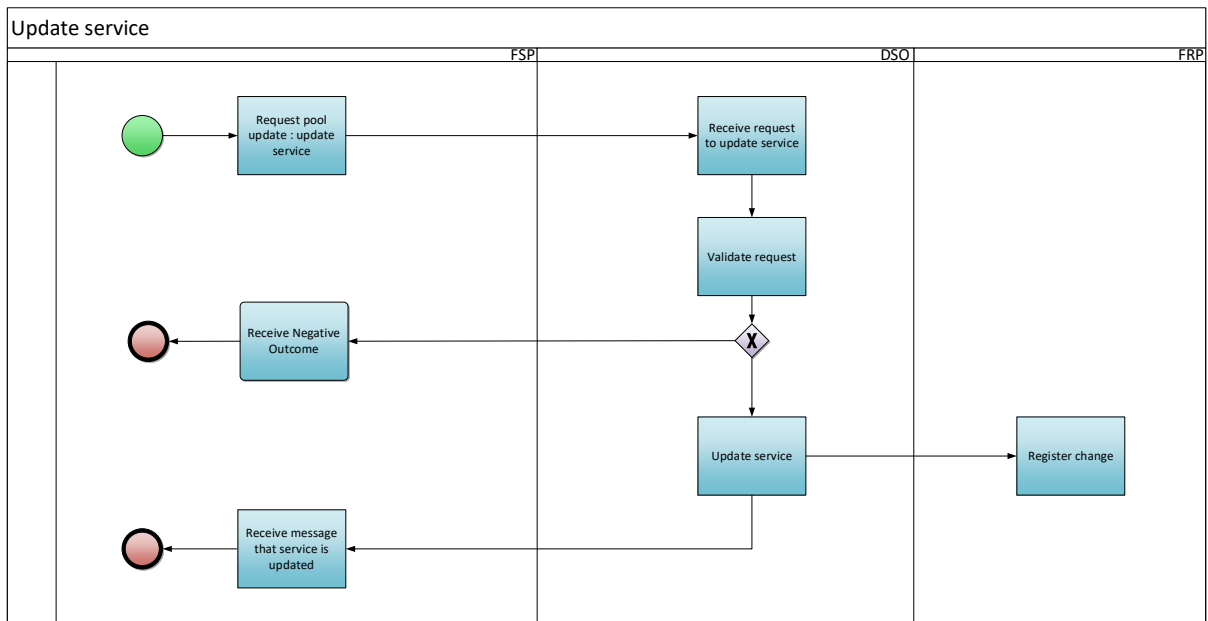 Update service
FSP
DSO
FRP
Request pool
update : update
service
Receive request
to update service
Validate request
Receive Negative
Outcome
X
Update service
Register change
Receive message
that service is
updated